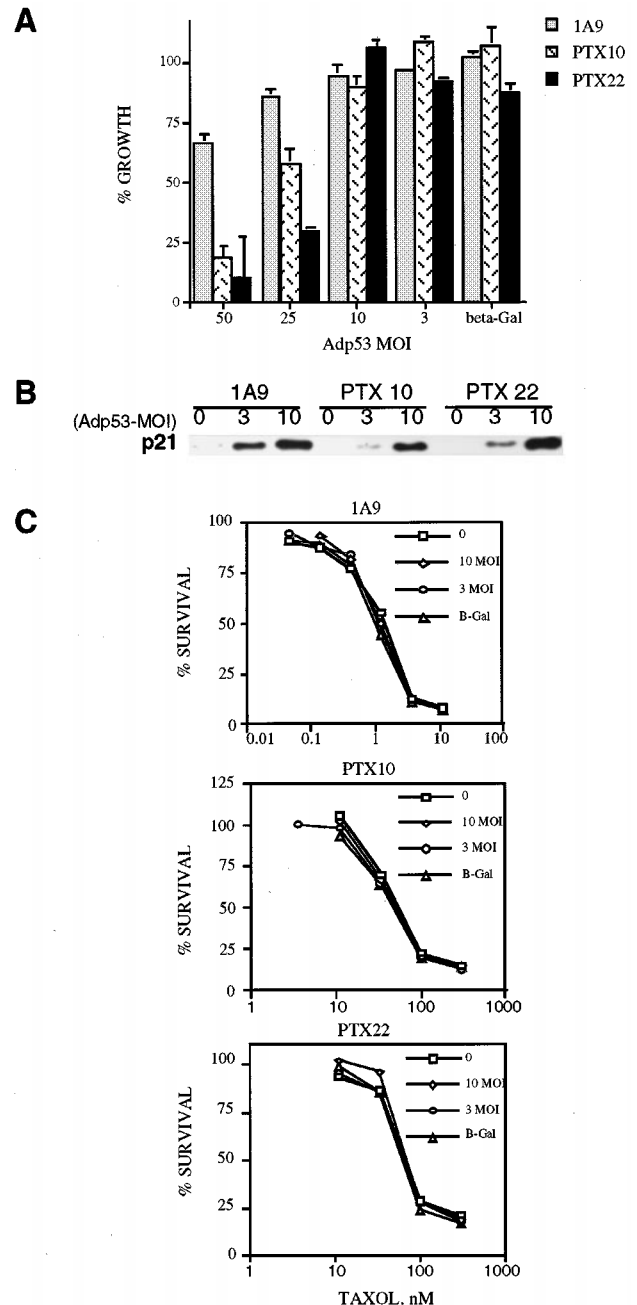 A
1A9
PTX10
PTX22
% GROWTH
100
75
50
25
0
50 25 10 3 beta-Gal
Adp53 MOI
B
1A9 PTX 10 PTX 22
(Adp53-MOI) 0 3 10 0 3 10 0 3 10
p21
C
1A9
% SURVIVAL
100
75
50
25
0
0
10 MOI
3 MOI
B-Gal
0.01 0.1 1 10 100
PTX10
% SURVIVAL
125
100
75
50
25
0
0
10 MOI
3 MOI
B-Gal
1 10 100 1000
PTX22
% SURVIVAL
100
75
50
25
0
0
10 MOI
3 MOI
B-Gal
1 10 100 1000
TAXOL, nM